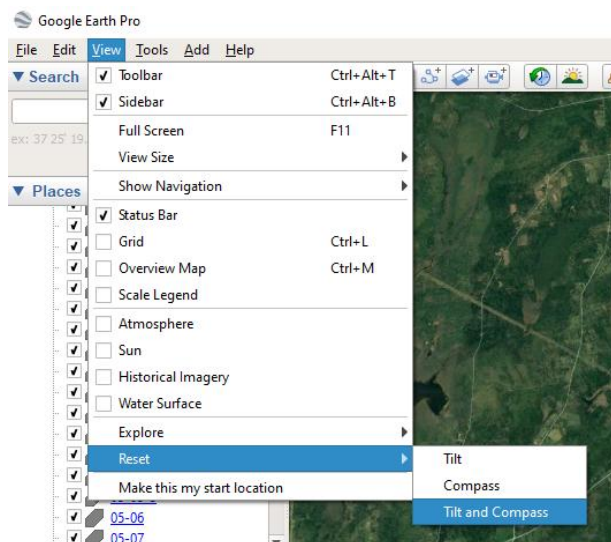 Google Earth Pro
File Edit View Tools Add Help
Search
ex: 37 25' 19.
Places
Toolbar Ctrl+Alt+T
Sidebar Ctrl+Alt+B
Full Screen F11
View Size
Show Navigation
Status Bar
Grid Ctrl+L
Overview Map Ctrl+M
Scale Legend
Atmosphere
Sun
Historical Imagery
Water Surface
Explore
Reset
Make this my start location
Tilt
Compass
Tilt and Compass
05-06
05-07